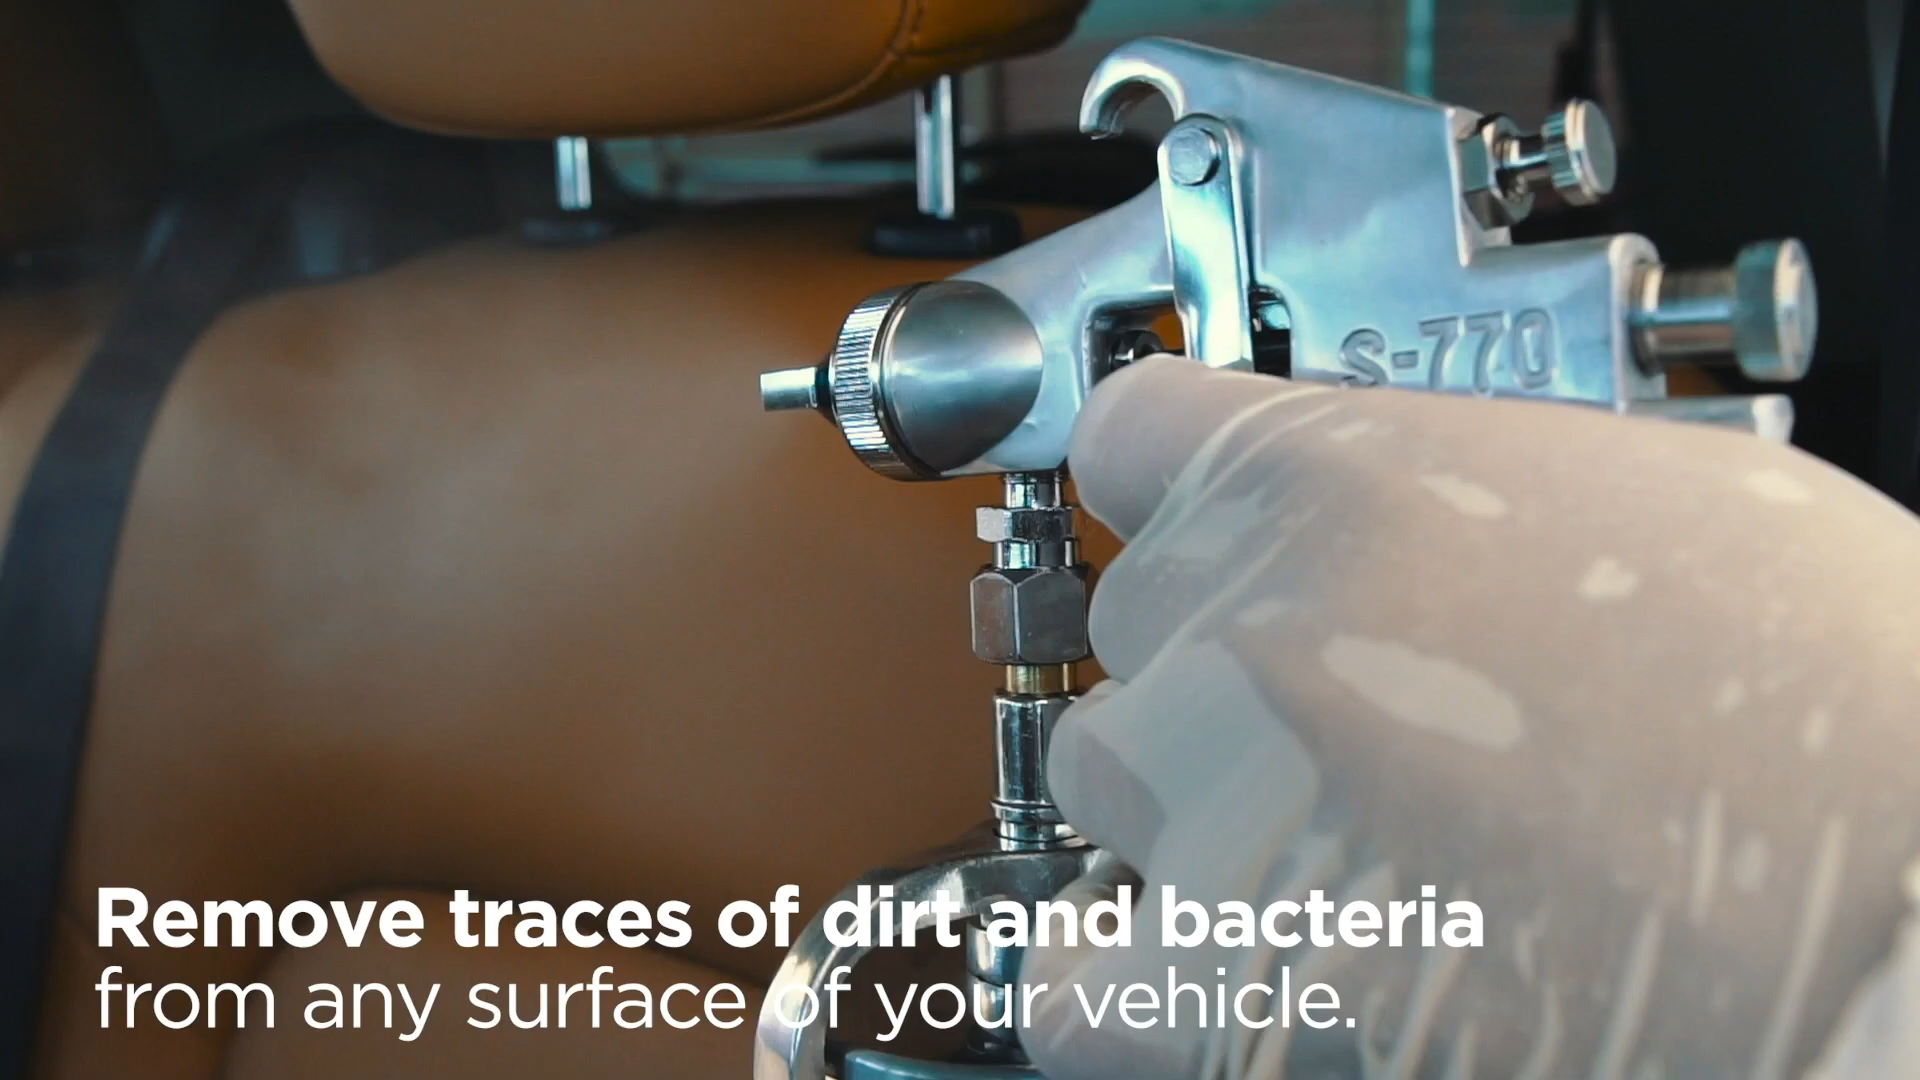 S-770
Remove traces of dirt and bacteria
from any surface of your vehicle.